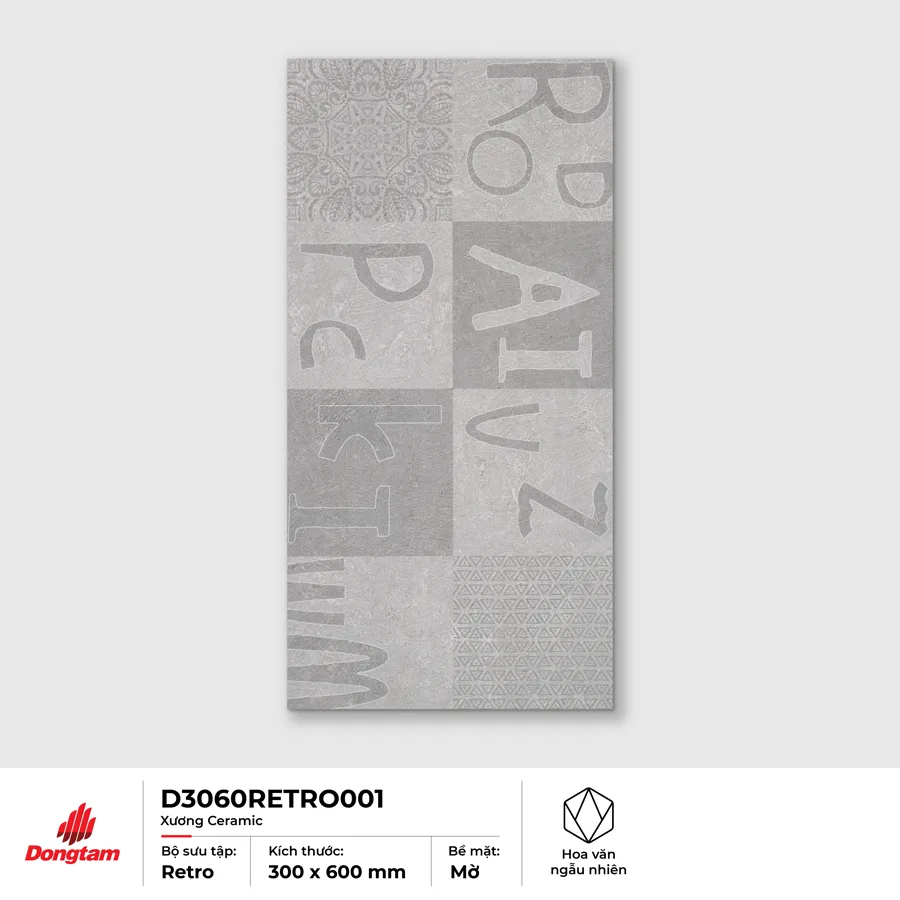 R
O D
P
C
A
I
K
I
V
Z
W
M
Dongtam
D3060RETRO001
Xương Ceramic
Bộ sưu tập:
Retro
Kích thước:
300 x 600 mm
Bề mặt:
Mờ
Hoa văn
ngẫu nhiên